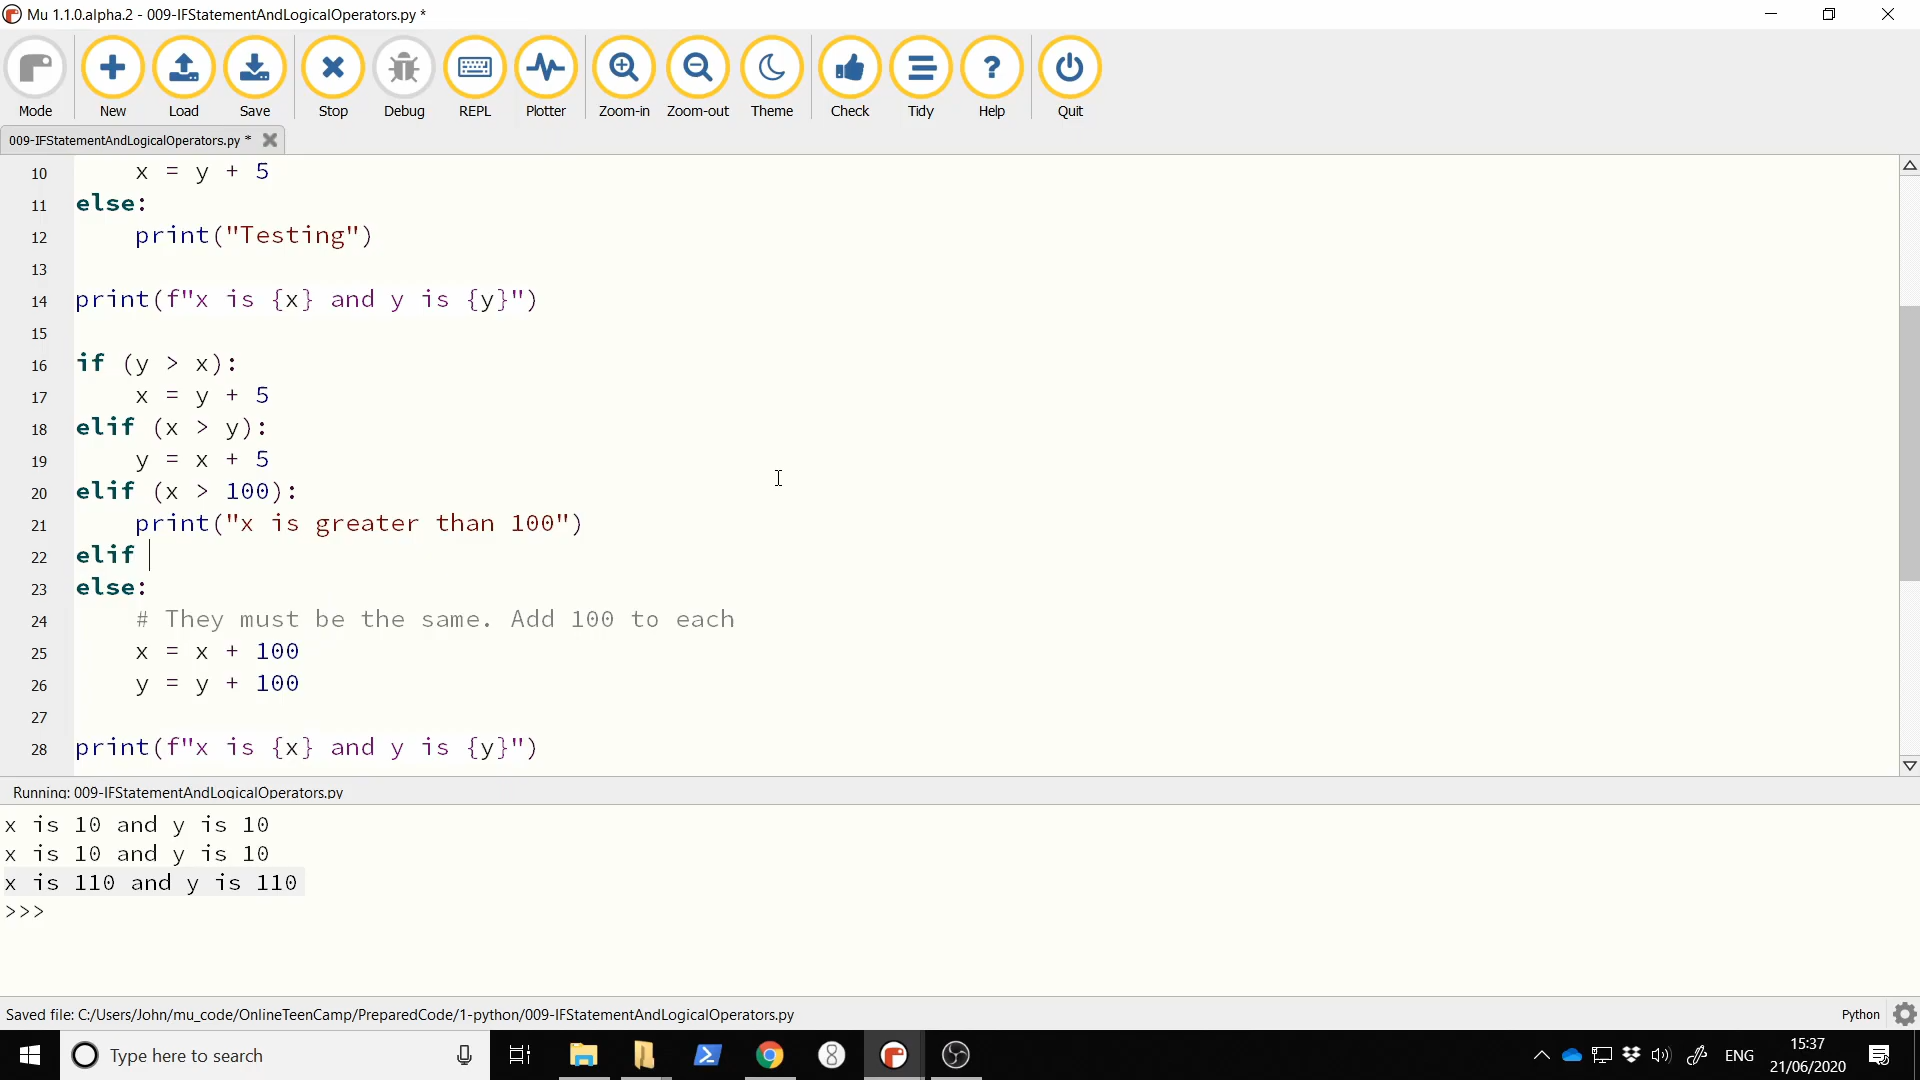 Mu 1.1.0.alpha.2 - 009-IFStatementAndLogicalOperators.py *
Mode New Load Save Stop Debug REPL Plotter Zoom-in Zoom-out Theme Check Tidy Help Quit
009-IFStatementAndLogicalOperators.py *
10 x = y + 5
11 else:
12 print("Testing")
13
14 print(f"x is {x} and y is {y}")
15
16 if (y > x):
17 x = y + 5
18 elif (x > y):
19 y = x + 5
20 elif (x > 100):
21 print("x is greater than 100")
22 elif
23 else:
24 # They must be the same. Add 100 to each
25 x = x + 100
26 y = y + 100
27
28 print(f"x is {x} and y is {y}")
Running: 009-IFStatementAndLogicalOperators.py
x is 10 and y is 10
x is 10 and y is 10
x is 110 and y is 110
>>>
Saved file: C:/Users/John/mu_code/OnlineTeenCamp/PreparedCode/1-python/009-IFStatementAndLogicalOperators.py
Python
Type here to search
ENG
15:37
21/06/2020